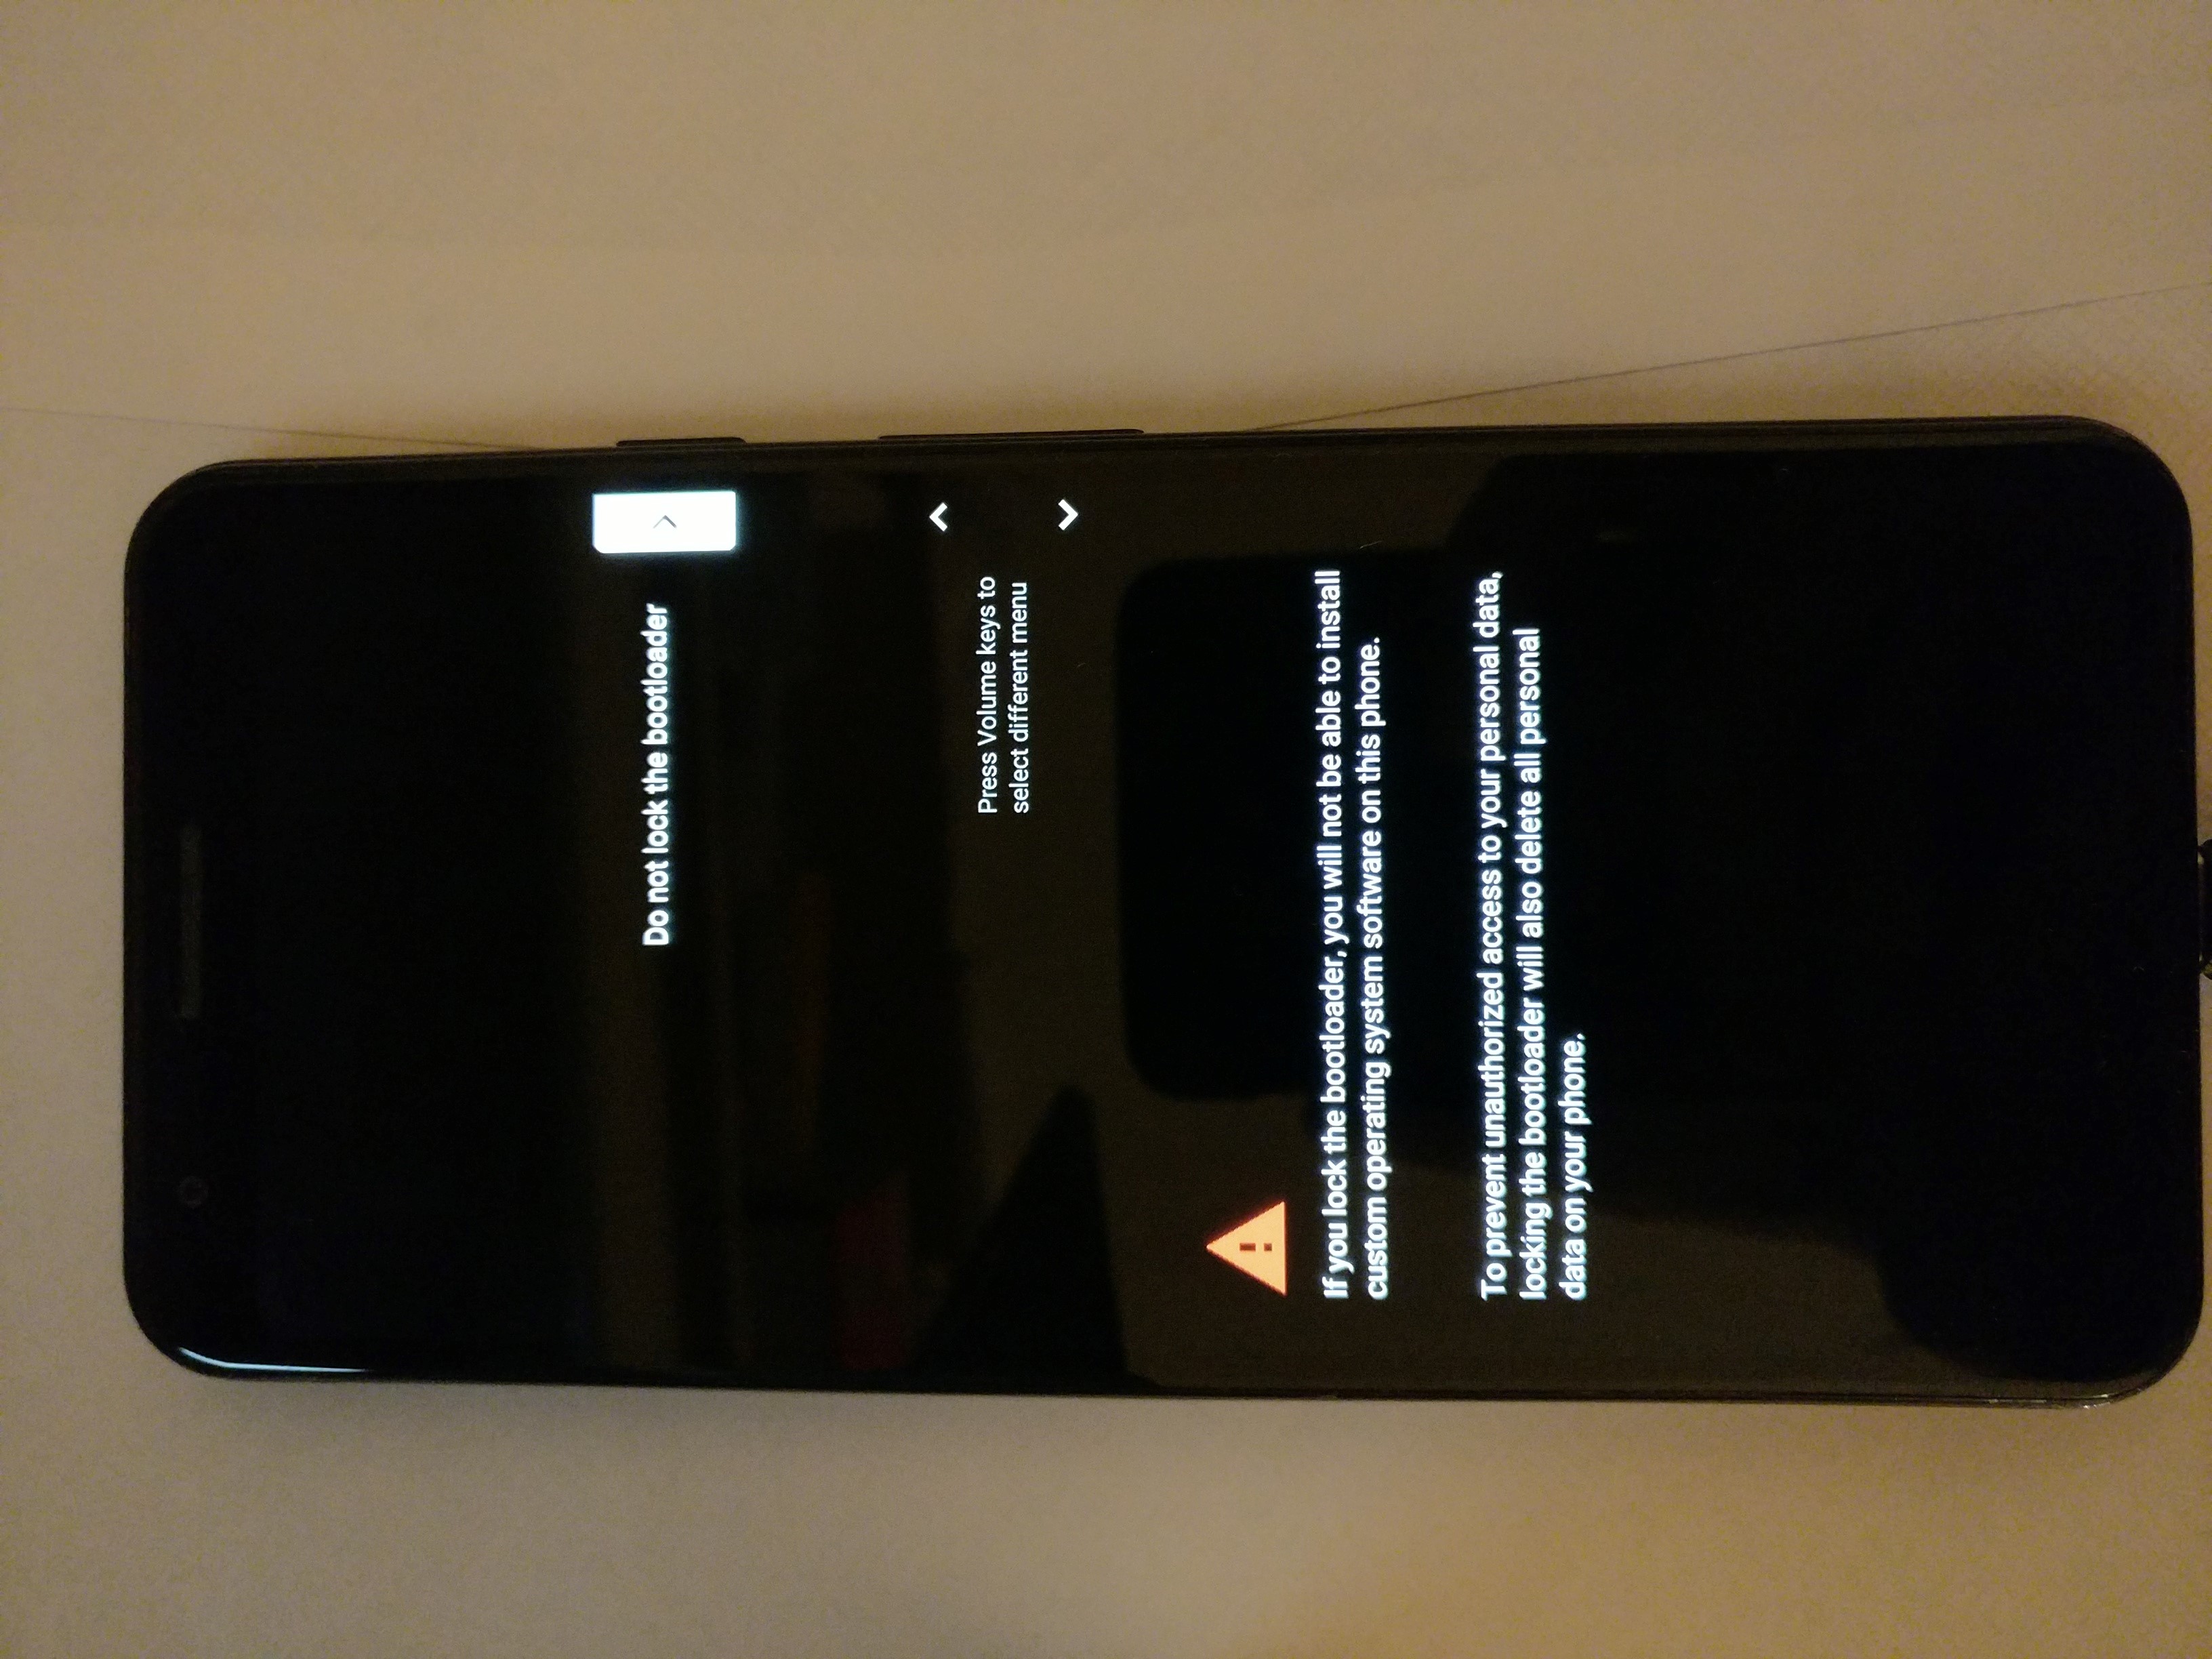 Do not lock the bootloader
Press Volume keys to
select different menu
If you lock the bootloader, you will not be able to install
custom operating system software on this phone.
To prevent unauthorized access to your personal data,
locking the bootloader will also delete all personal
data on your phone.